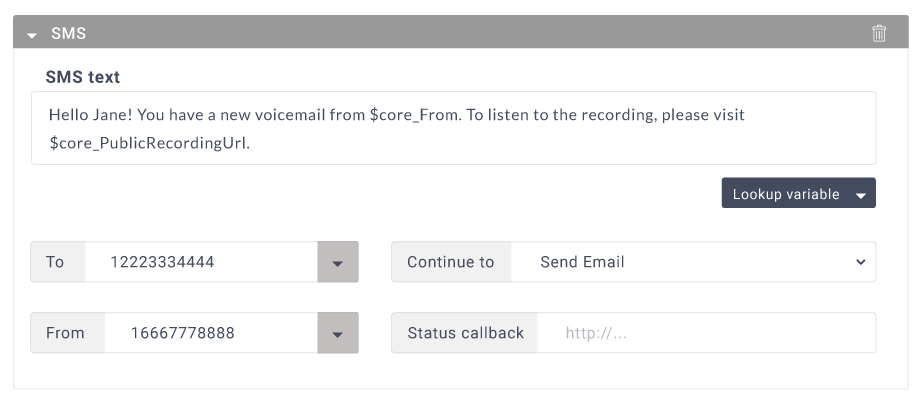 SMS
SMS text
Hello Jane! You have a new voicemail from $core_From. To listen to the recording, please visit
$core_PublicRecordingUrl.
Lookup variable
To 12223334444 Continue to Send Email
From 16667778888 Status callback http://...